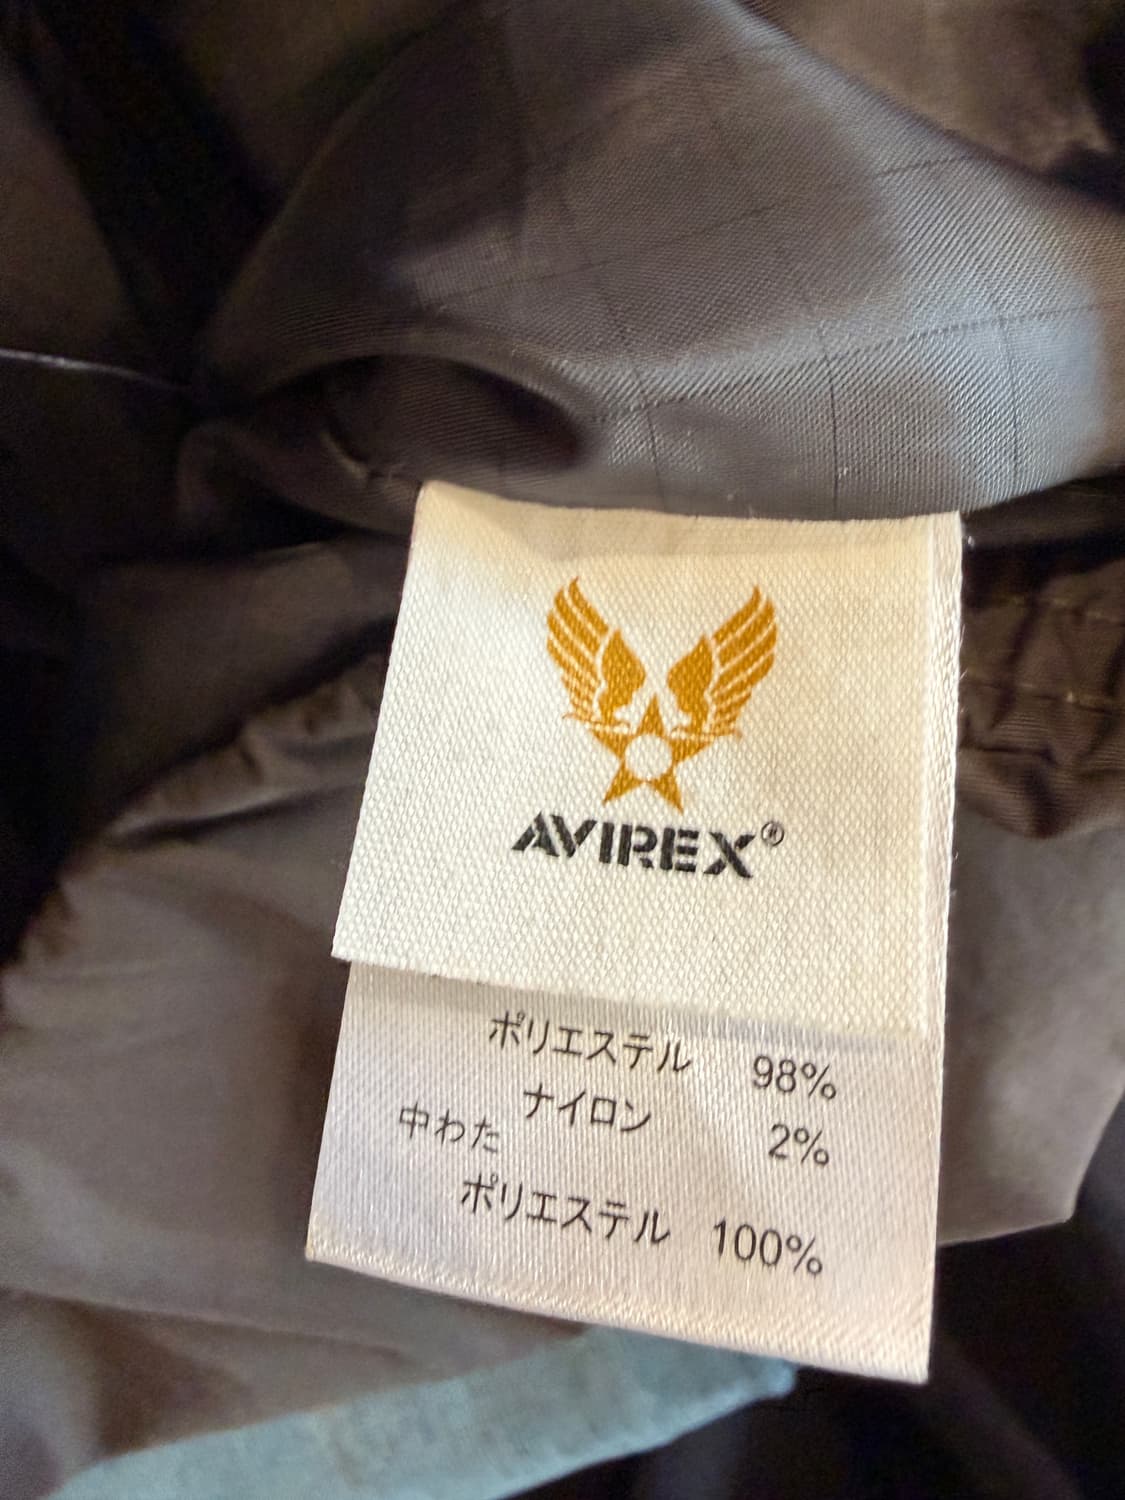 AVIREX®
ポリエステル 98%
ナイロン 2%
中わた
ポリエステル 100%